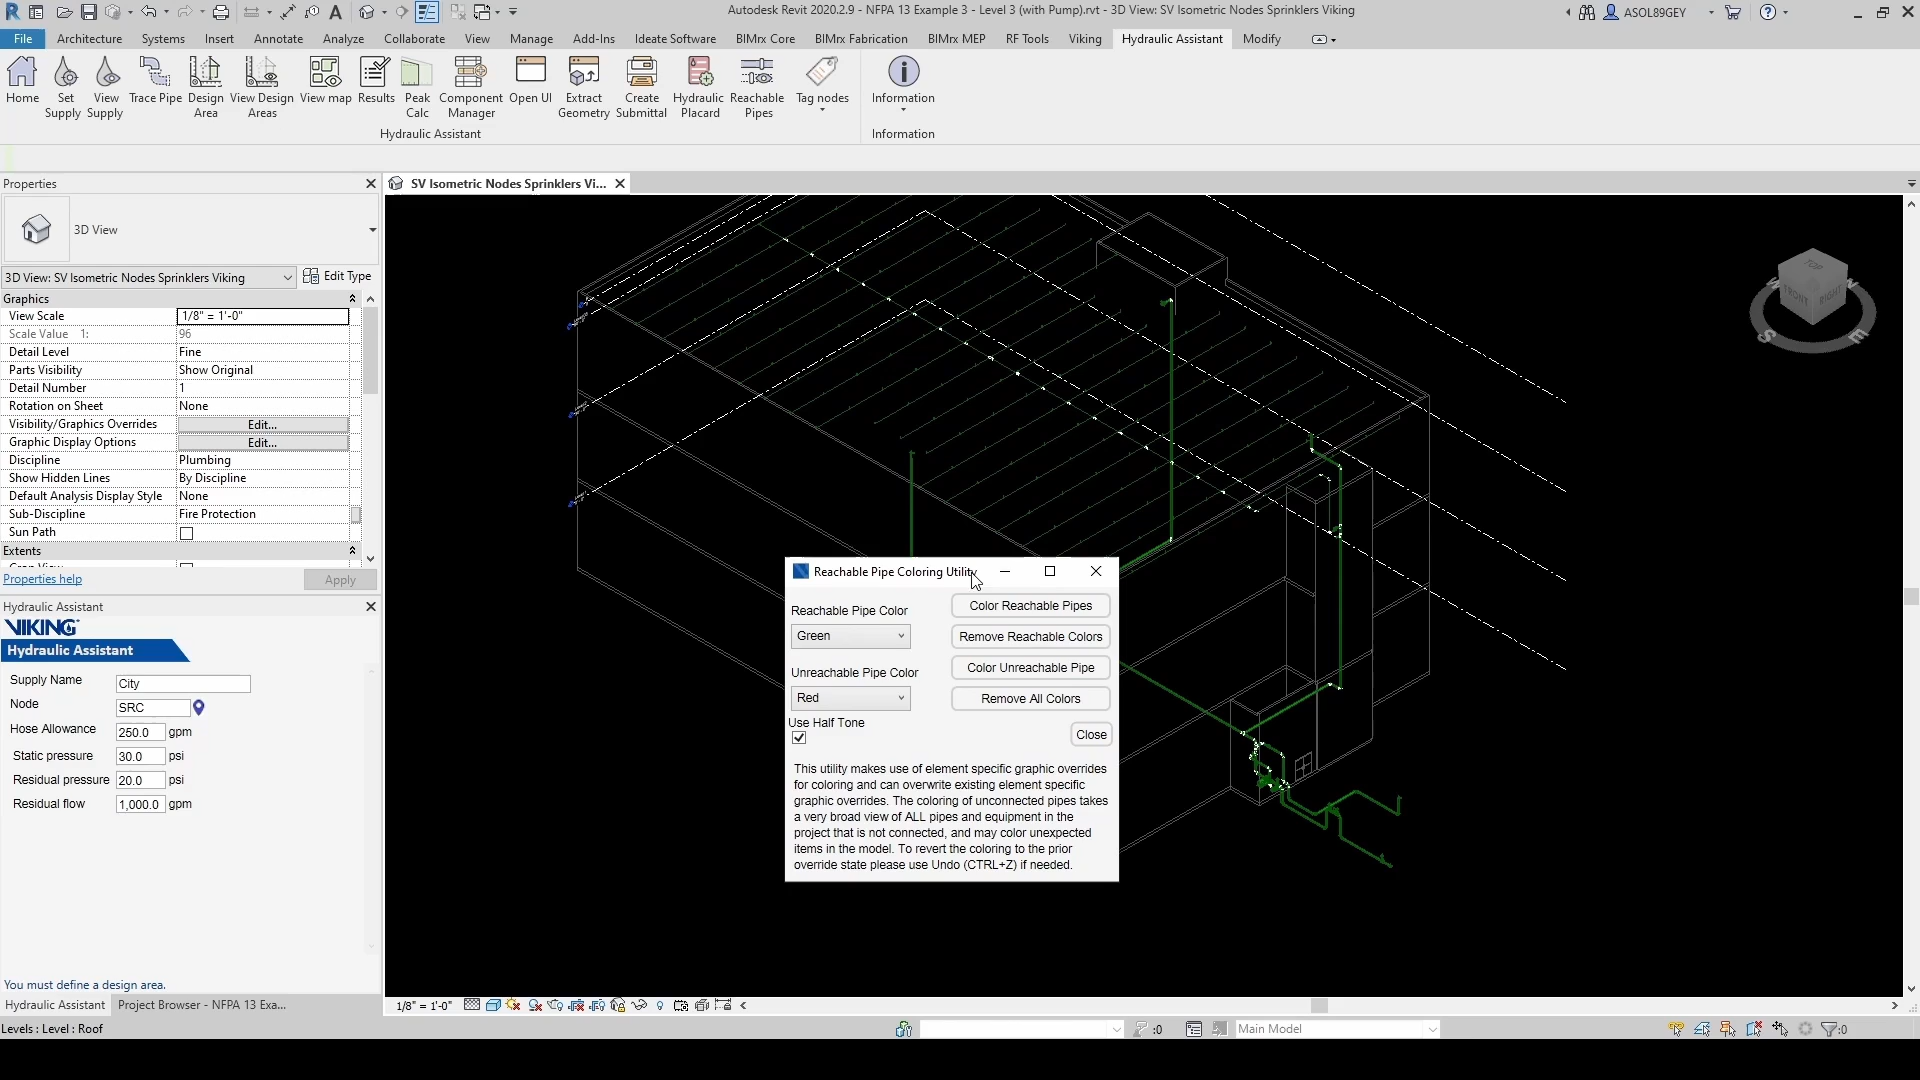 Autodesk Revit 2020.2.9 - NFPA 13 Example 3 - Level 3 (with Pump).rvt - 3D View: SV Isometric Nodes Sprinklers Viking
ASOL89GEY
File Architecture Systems Insert Annotate Analyze Collaborate View Manage Add-Ins Ideate Software BIMrx Core BIMrx Fabrication BIMrx MEP RF Tools Viking Hydraulic Assistant Modify
Home
Set Supply
View Supply
Trace Pipe
Design Area
View Design Areas
View map
Results
Peak Calc
Component Manager
Open UI
Extract Geometry
Create Submittal
Hydraulic Placard
Reachable Pipes
Tag nodes
Information
Hydraulic Assistant
Information
Properties
3D View
3D View: SV Isometric Nodes Sprinklers Viking
Edit Type
Graphics
View Scale 1/8" = 1'-0"
Scale Value 1: 96
Detail Level Fine
Parts Visibility Show Original
Detail Number 1
Rotation on Sheet None
Visibility/Graphics Overrides Edit...
Graphic Display Options Edit...
Discipline Plumbing
Show Hidden Lines By Discipline
Default Analysis Display Style None
Sub-Discipline Fire Protection
Sun Path
Extents
Properties help
Apply
Hydraulic Assistant
VIKING
Hydraulic Assistant
Supply Name City
Node SRC
Hose Allowance 250.0 gpm
Static pressure 30.0 psi
Residual pressure 20.0 psi
Residual flow 1,000.0 gpm
You must define a design area.
Hydraulic Assistant Project Browser - NFPA 13 Exa...
Levels : Level : Roof
SV Isometric Nodes Sprinklers Vi...
TOP
FRONT
RIGHT
S
E
Reachable Pipe Coloring Utility
Reachable Pipe Color
Green
Unreachable Pipe Color
Red
Use Half Tone
Color Reachable Pipes
Remove Reachable Colors
Color Unreachable Pipe
Remove All Colors
Close
This utility makes use of element specific graphic overrides
for coloring and can overwrite existing element specific
graphic overrides. The coloring of unconnected pipes takes
a very broad view of ALL pipes and equipment in the
project that is not connected, and may color unexpected
items in the model. To revert the coloring to the prior
override state please use Undo (CTRL+Z) if needed.
1/8" = 1'-0"
:0
Main Model
:0